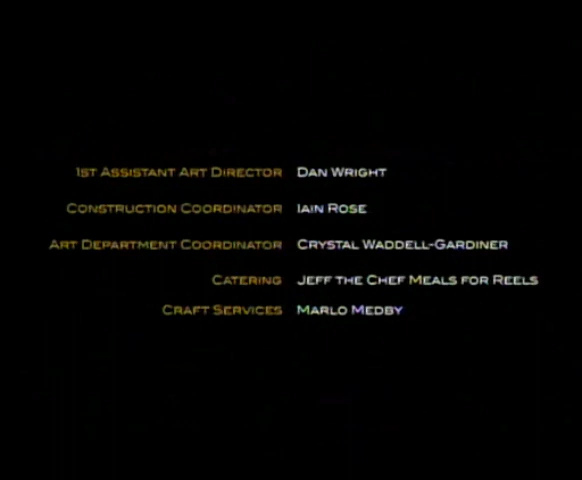 1st Assistant Art Director Dan Wright
Construction Coordinator Iain Rose
Art Department Coordinator Crystal Waddell-Gardiner
Catering Jeff the Chef Meals for Reels
Craft Services Marlo Medby